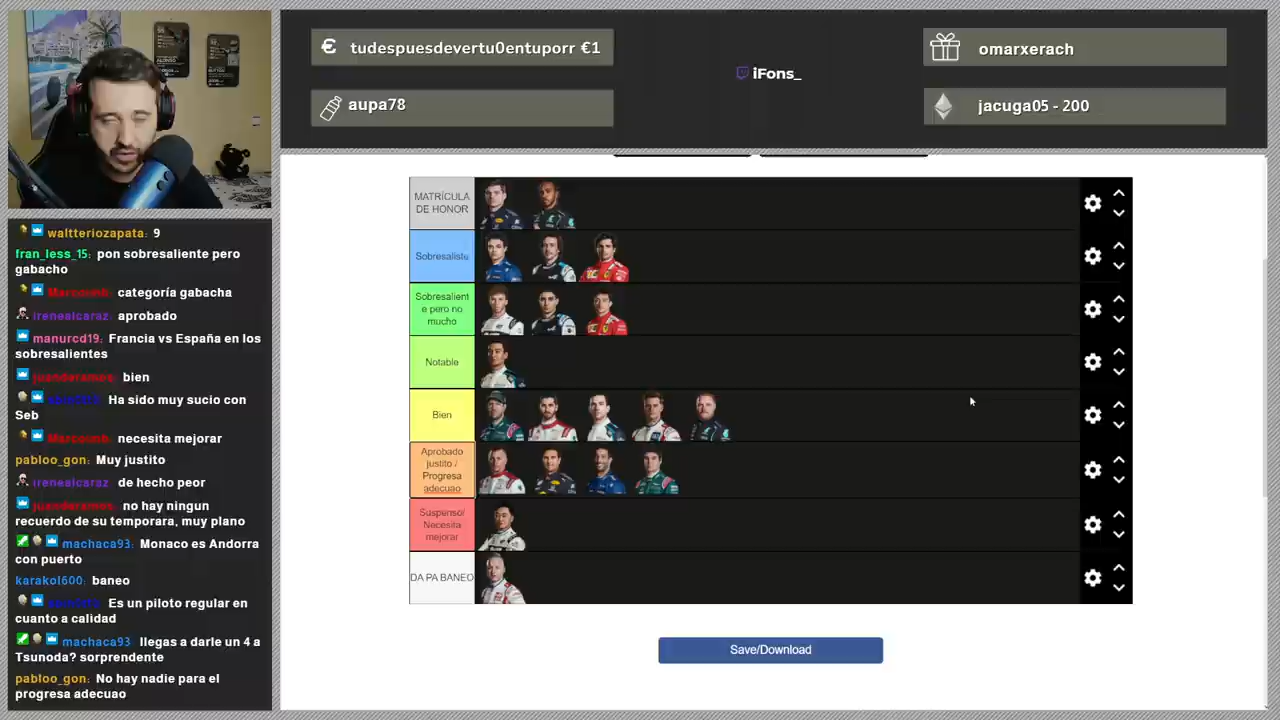 tudespuesdevertu0entuporr €1
aupa78
iFons_
omarxerach
jacuga05 - 200
waltteriozapata: 9
fran_less_15: pon sobresaliente pero
gabacho
categoría gabacha
irenealcaraz: aprobado
manurcd19: Francia vs España en los
sobresalientes
juanderamos: bien
Ha sido muy sucio con
Seb
necesita mejorar
pabloo_gon: Muy justito
irenealcaraz: de hecho peor
juanderamos: no hay ningun
recuerdo de su temporara, muy plano
machaca93: Monaco es Andorra
con puerto
karakol600: baneo
Es un piloto regular en
cuanto a calidad
machaca93: llegas a darle un 4 a
Tsunoda? sorprendente
pabloo_gon: No hay nadie para el
progresa adecuao
MATRÍCULA
DE HONOR
Sobresaliste
Sobresalient
e pero no
mucho
Notable
Bien
Aprobado
justito /
Progresa
adecuao
Suspenso/
Necesita
mejorar
DA PA BANEO
Save/Download